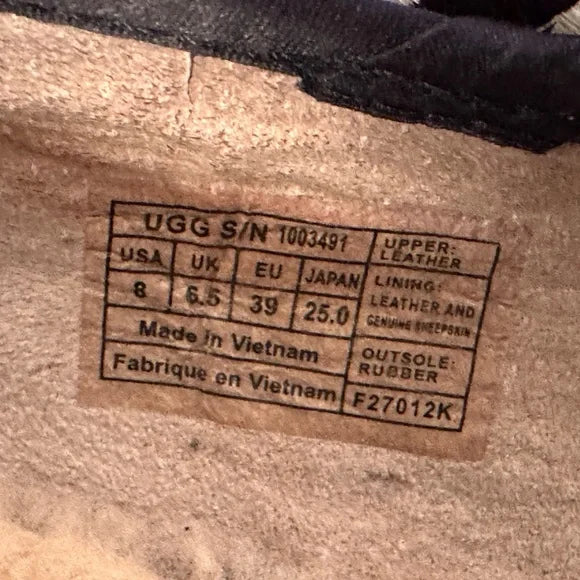 UGG S/N 1003491
USA UK EU JAPAN
8 6.5 39 25.0
Made in Vietnam
Fabrique en Vietnam
UPPER:
LEATHER
LINING:
LEATHER AND
GENUINE SHEEPSKIN
OUTSOLE:
RUBBER
F27012K